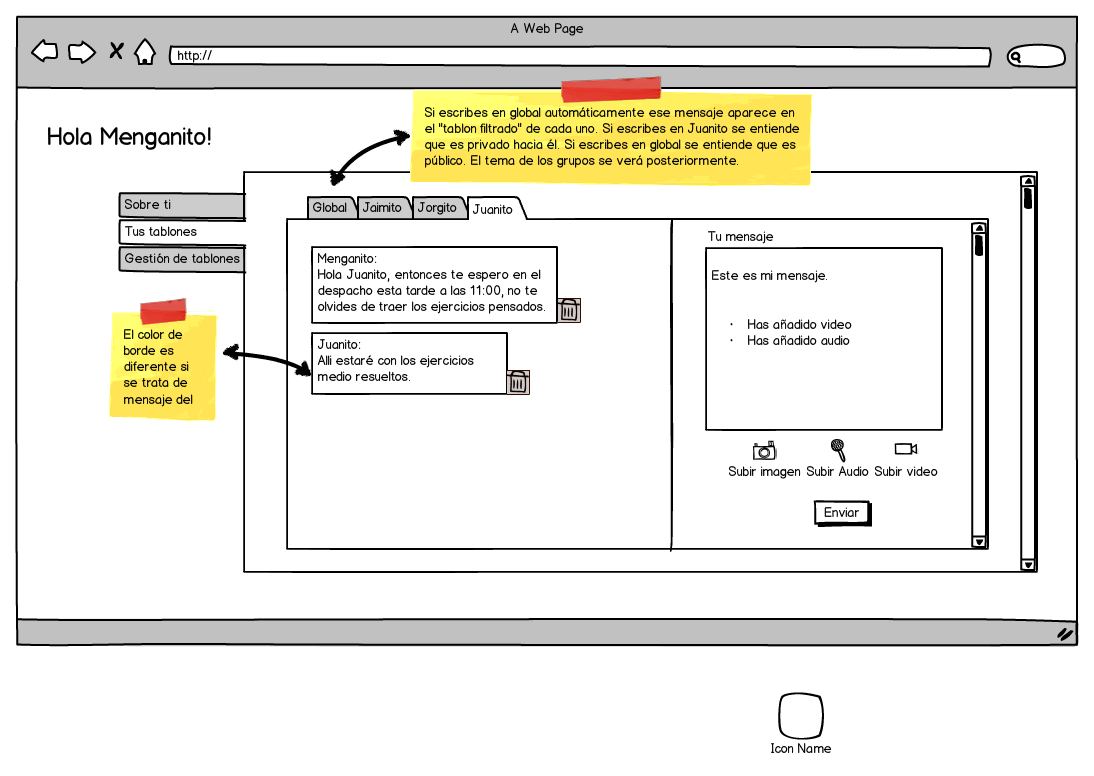 A Web Page
http://
Hola Menganito!
Si escribes en global automáticamente ese mensaje aparece en
el "tablon filtrado" de cada uno. Si escribes en Juanito se entiende
que es privado hacia él. Si escribes en global se entiende que es
público. El tema de los grupos se verá posteriormente.
Sobre ti
Tus tablones
Gestión de tablones
Global
Jaimito
Jorgito
Juanito
Menganito:
Hola Juanito, entonces te espero en el
despacho esta tarde a las 11:00, no te
olvides de traer los ejercicios pensados.
Juanito:
Alli estaré con los ejercicios
medio resueltos.
El color de
borde es
diferente si
se trata de
mensaje del
Tu mensaje
Este es mi mensaje.
· Has añadido video
· Has añadido audio
Subir imagen
Subir Audio
Subir video
Enviar
Icon Name